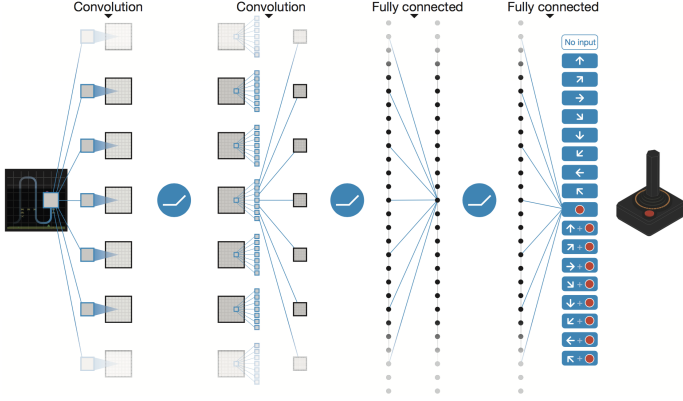 Convolution
Convolution
Fully connected
Fully connected
No input
+
+
+
+
+
+
+
+